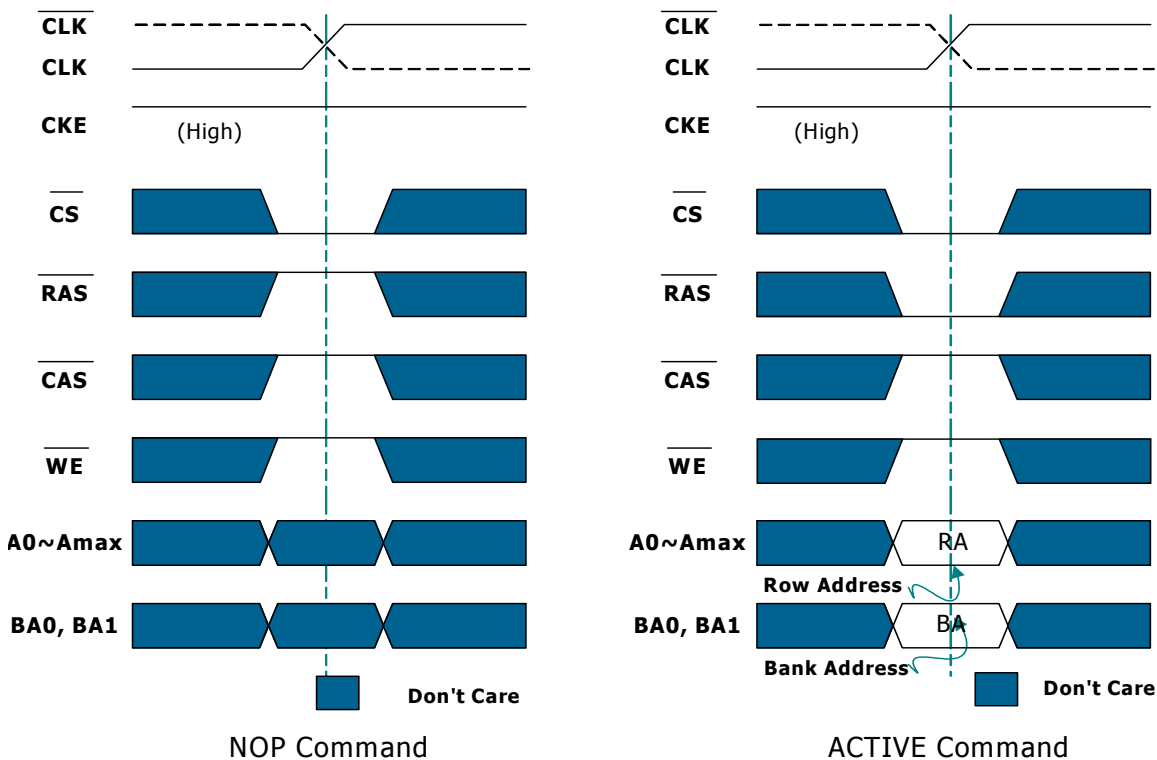 CLK
CLK
CKE
(High)
CS
RAS
CAS
WE
A0~Amax
BA0, BA1
Don't Care
NOP Command
CLK
CLK
CKE
(High)
CS
RAS
CAS
WE
A0~Amax
RA
Row Address
BA0, BA1
BA
Bank Address
Don't Care
ACTIVE Command